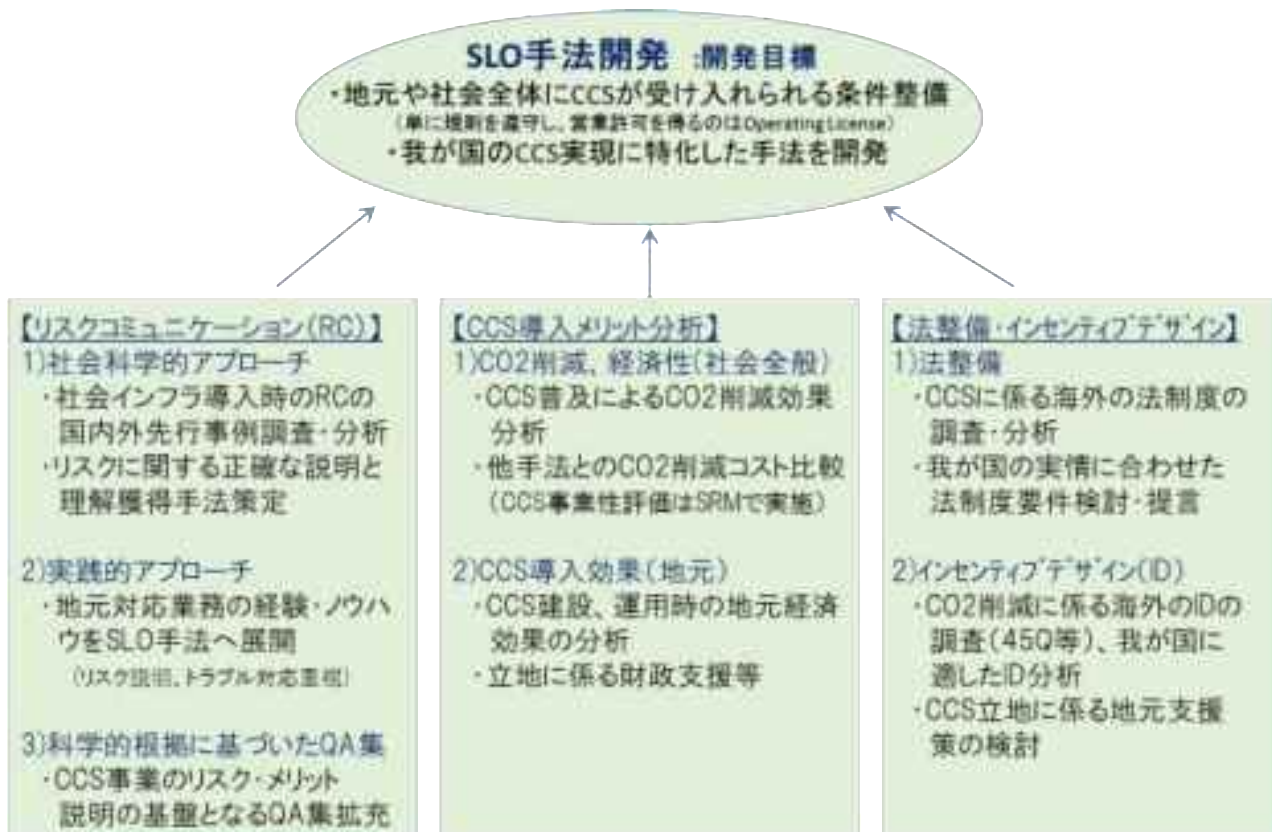 SLO手法開発 :開発目標
・地元や社会全体にCCSが受け入れられる条件整備
(単に規則を遵守し、営業許可を得るのはOperating License)
・我が国のCCS実現に特化した手法を開発
【リスクコミュニケーション(RC)】
1)社会科学的アプローチ
・社会インフラ導入時のRCの
国内外先行事例調査・分析
・リスクに関する正確な説明と
理解獲得手法策定
2)実践的アプローチ
・地元対応業務の経験・ノウハ
ウをSLO手法へ展開
(リスク説明、トラブル対応重視)
3)科学的根拠に基づいたQA集
・CCS事業のリスク・メリット
説明の基盤となるQA集拡充
【CCS導入メリット分析】
1)CO2削減、経済性(社会全般)
・CCS普及によるCO2削減効果
分析
・他手法とのCO2削減コスト比較
(CCS事業性評価はSRMで実施)
2)CCS導入効果(地元)
・CCS建設、運用時の地元経済
効果の分析
・立地に係る財政支援等
【法整備・インセンティブデザイン】
1)法整備
・CCSに係る海外の法制度の
調査・分析
・我が国の実情に合わせた
法制度要件検討・提言
2)インセンティブデザイン(ID)
・CO2削減に係る海外のIDの
調査(45Q等)、我が国に
適したID分析
・CCS立地に係る地元支援
策の検討